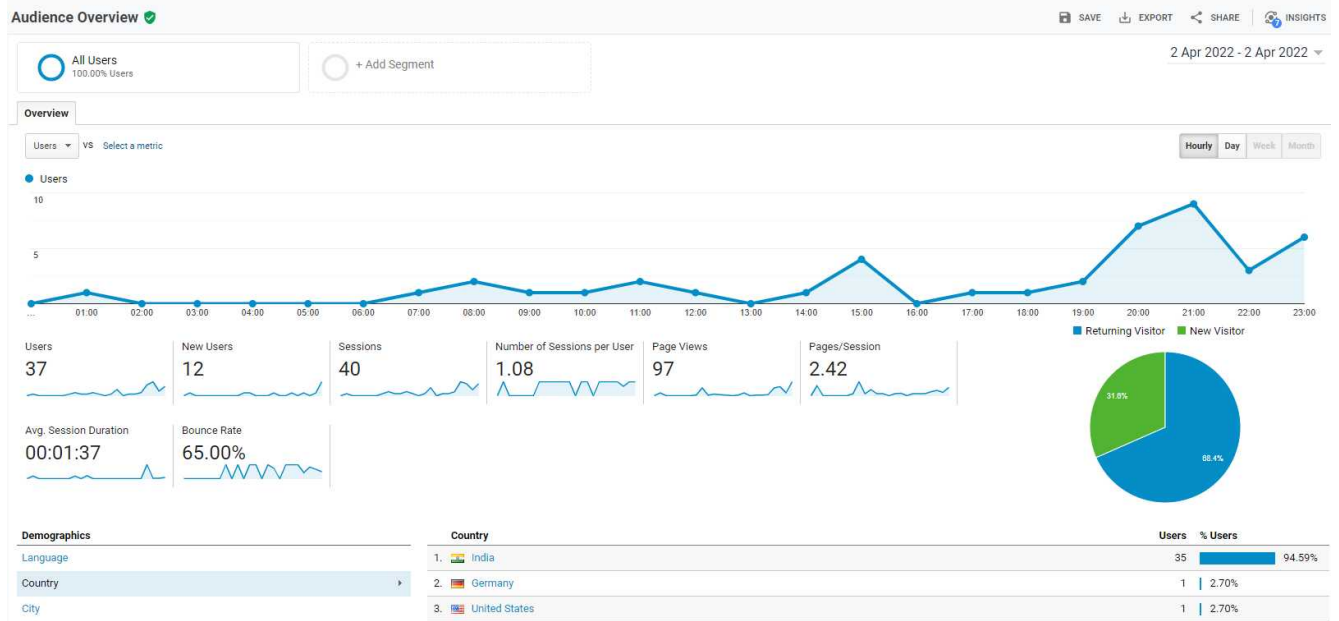 Audience Overview
SAVE EXPORT SHARE INSIGHTS
7
All Users
100.00% Users
+ Add Segment
2 Apr 2022 - 2 Apr 2022
Overview
Users VS Select a metric
Hourly Day Week Month
Users
10
5
... 01:00 02:00 03:00 04:00 05:00 06:00 07:00 08:00 09:00 10:00 11:00 12:00 13:00 14:00 15:00 16:00 17:00 18:00 19:00 20:00 21:00 22:00 23:00
Returning Visitor New Visitor
Users New Users Sessions Number of Sessions per User Page Views Pages/Session
37 12 40 1.08 97 2.42
31.6%
68.4%
Avg. Session Duration Bounce Rate
00:01:37 65.00%
Demographics Country Users % Users
Language 1. India 35 94.59%
Country 2. Germany 1 2.70%
City 3. United States 1 2.70%